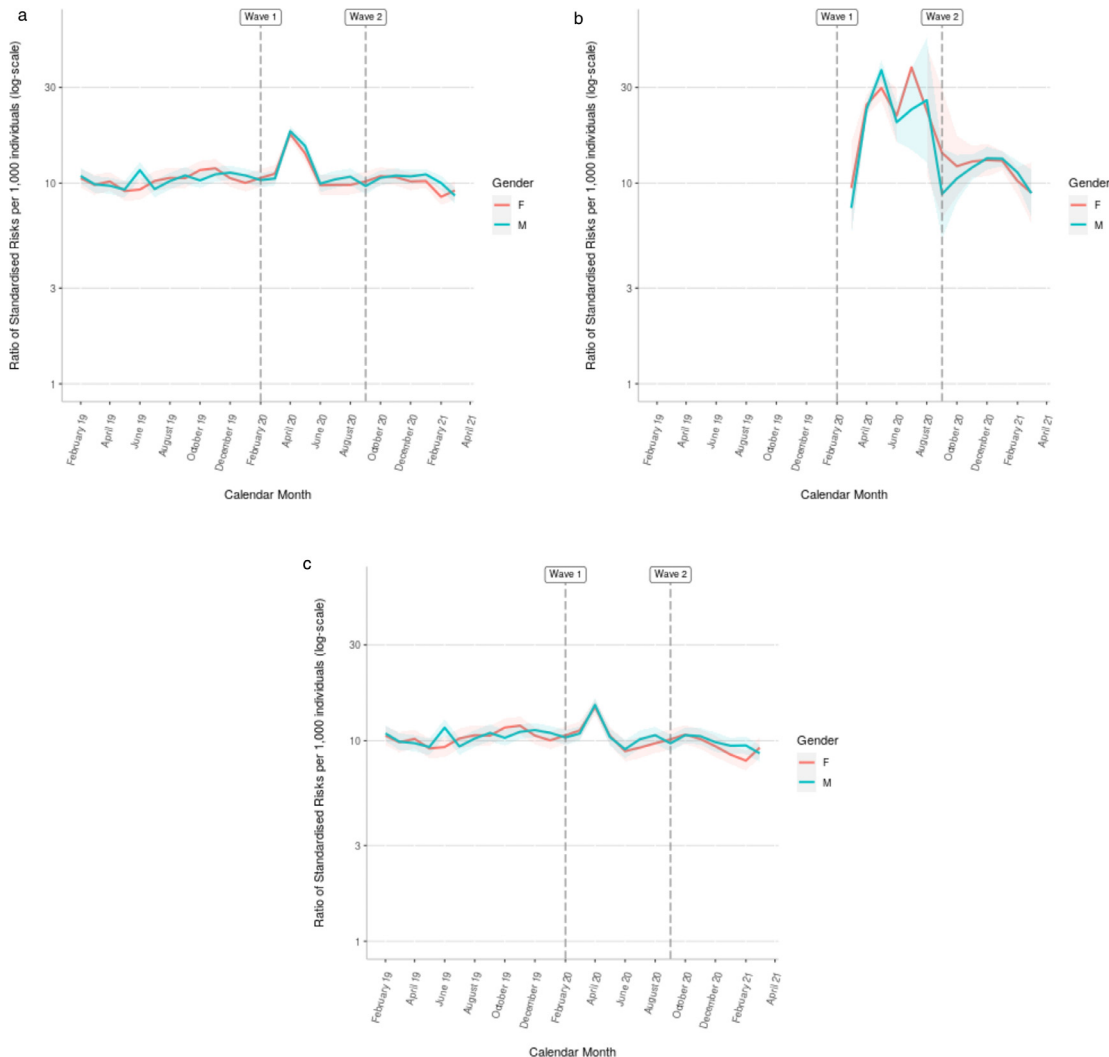 a
Wave 1
Wave 2
Ratio of Standardised Risks per 1,000 individuals (log-scale)
30
10
3
1
February 19
April 19
June 19
August 19
October 19
December 19
February 20
April 20
June 20
August 20
October 20
December 20
February 21
April 21
Calendar Month
Gender
F
M
b
Wave 1
Wave 2
Ratio of Standardised Risks per 1,000 individuals (log-scale)
30
10
3
1
February 19
April 19
June 19
August 19
October 19
December 19
February 20
April 20
June 20
August 20
October 20
December 20
February 21
April 21
Calendar Month
Gender
F
M
c
Wave 1
Wave 2
Ratio of Standardised Risks per 1,000 individuals (log-scale)
30
10
3
1
February 19
April 19
June 19
August 19
October 19
December 19
February 20
April 20
June 20
August 20
October 20
December 20
February 21
April 21
Calendar Month
Gender
F
M